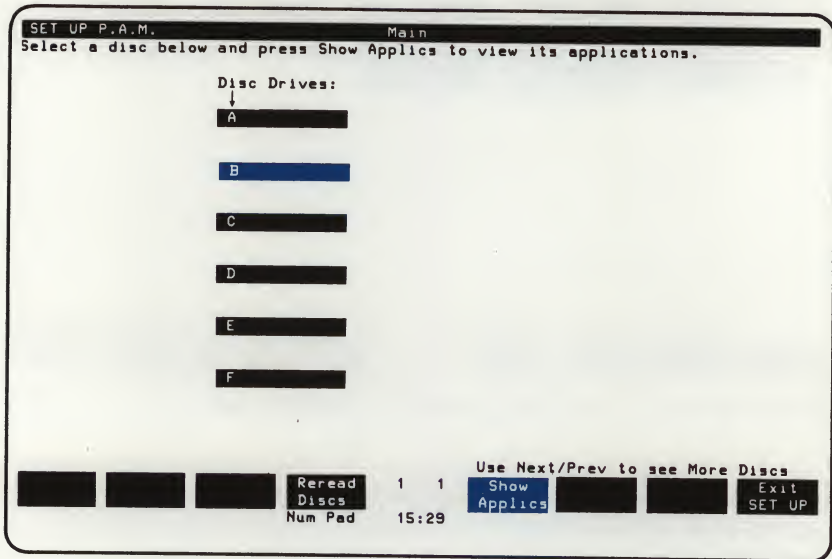 SET UP P.A.M. Main
Select a disc below and press Show Applics to view its applications.
Disc Drives:
A
B
C
D
E
F
Use Next/Prev to see More Discs
Reread Discs 1 1 Show Applics Exit SET UP
Num Pad 15:29